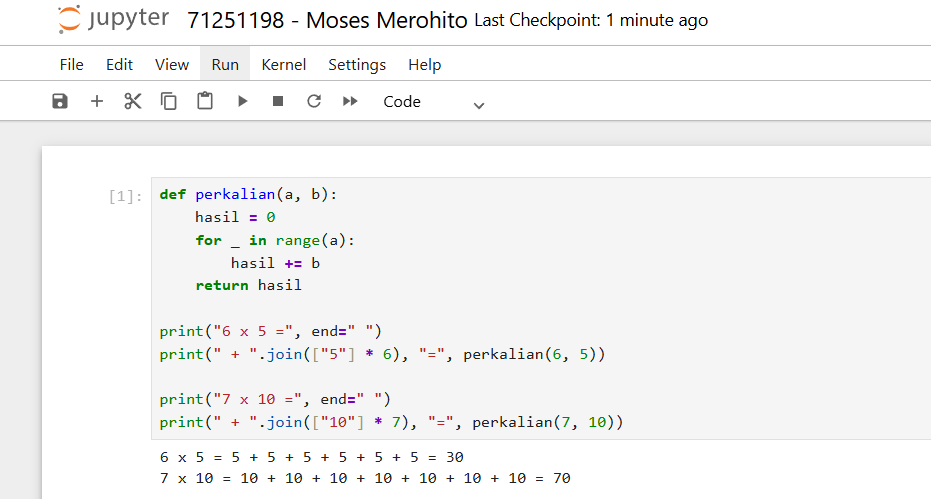 jupyter 71251198 - Moses Merohito Last Checkpoint: 1 minute ago
File Edit View Run Kernel Settings Help
Code
[1]: def perkalian(a, b):
    hasil = 0
    for _ in range(a):
        hasil += b
    return hasil
print("6 x 5 =", end=" ")
print(" + ".join(["5"] * 6), "=", perkalian(6, 5))
print("7 x 10 =", end=" ")
print(" + ".join(["10"] * 7), "=", perkalian(7, 10))
6 x 5 = 5 + 5 + 5 + 5 + 5 + 5 = 30
7 x 10 = 10 + 10 + 10 + 10 + 10 + 10 + 10 = 70